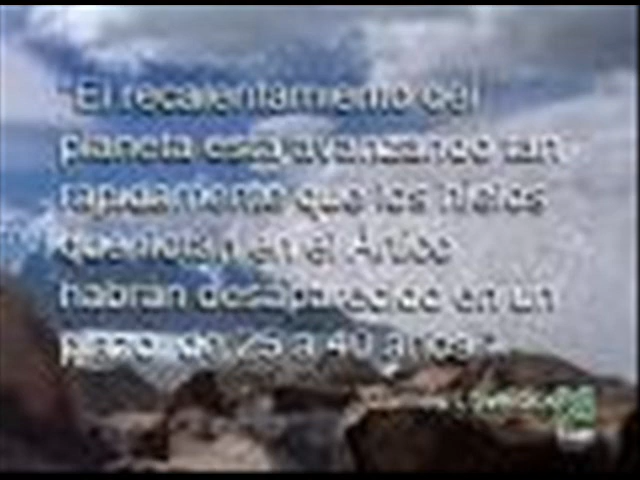 "El recalentamiento del
planeta está avanzando tan
rápidamente que los hielos
que flotan en el Ártico
habrán desaparecido en un
plazo de 25 a 40 años".